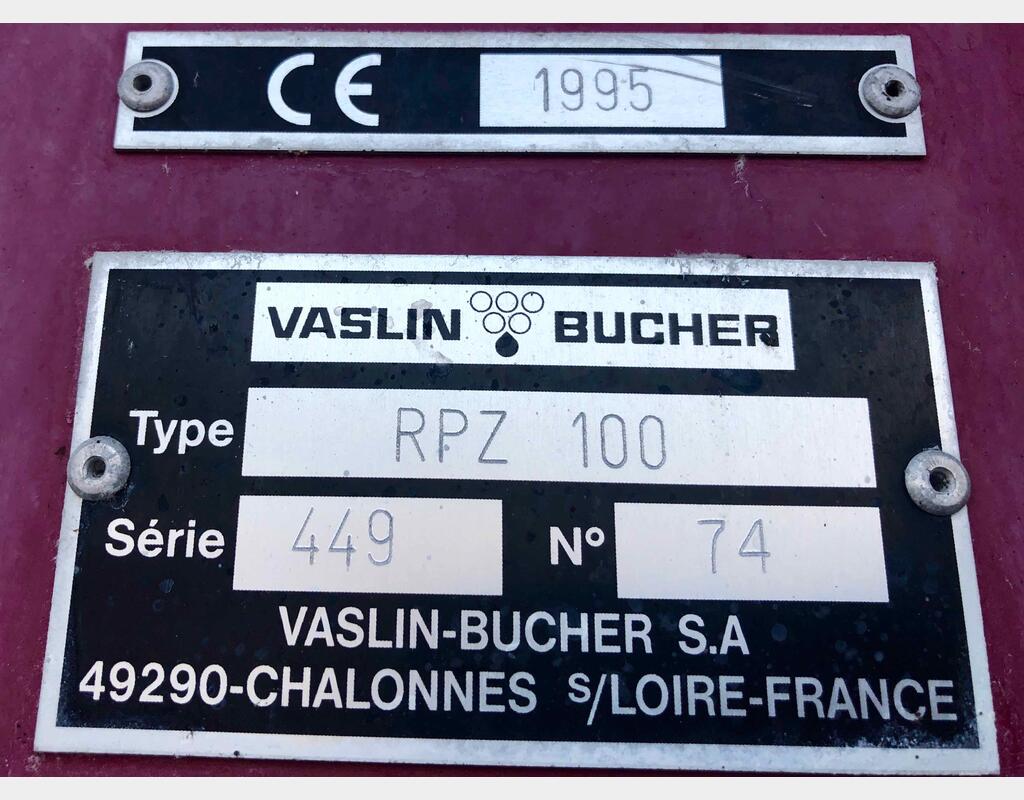 CE 1995
VASLIN BUCHER
Type RPZ 100
Série 449 N° 74
VASLIN-BUCHER S.A
49290-CHALONNES s/LOIRE-FRANCE